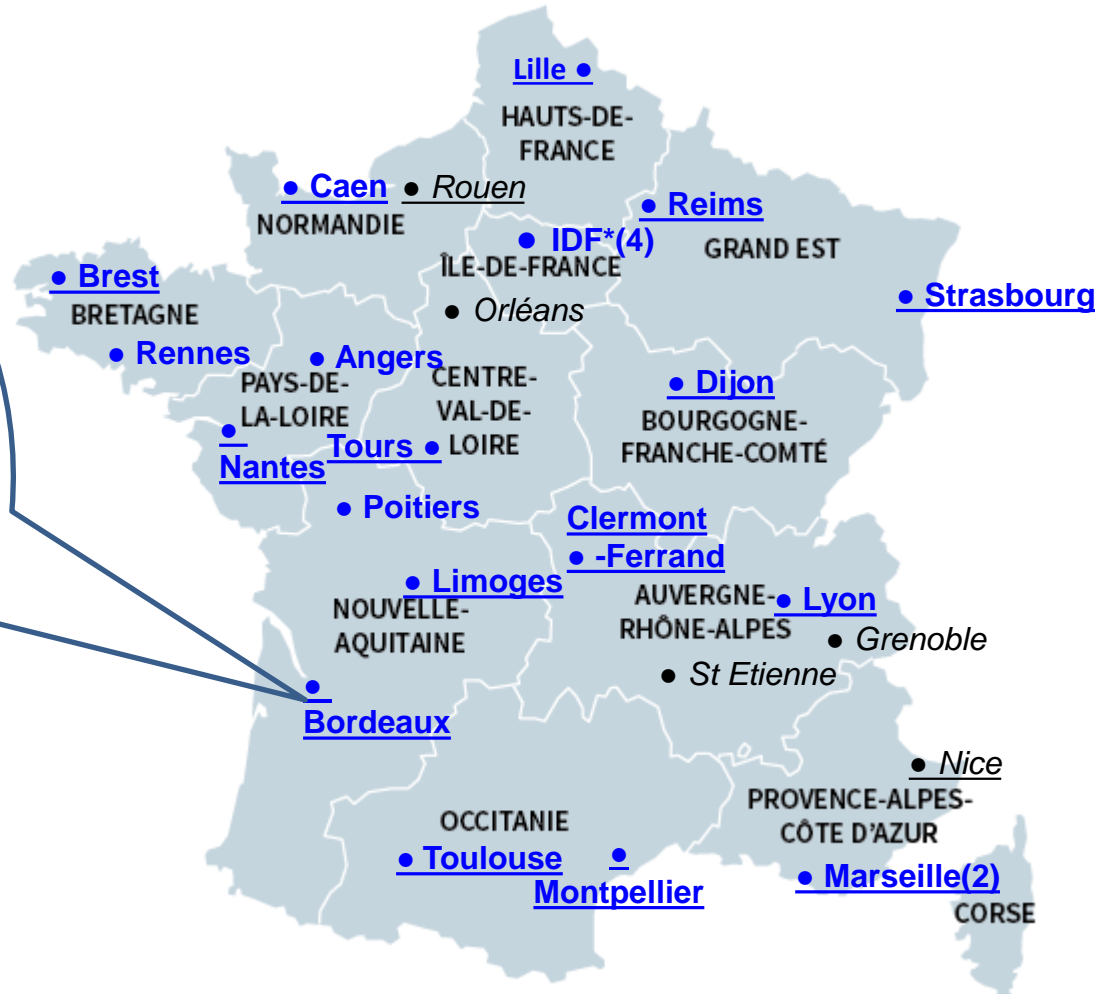 Lille ●
HAUTS-DE-
FRANCE
● Caen
● Rouen
NORMANDIE
● Reims
● IDF*(4)
GRAND EST
ÎLE-DE-FRANCE
● Brest
● Strasbourg
BRETAGNE
● Orléans
● Rennes
● Angers
PAYS-DE-
LA-LOIRE
CENTRE-
VAL-DE-
LOIRE
● Dijon
BOURGOGNE-
FRANCHE-COMTÉ
●
Nantes
Tours ●
● Poitiers
Clermont
● -Ferrand
● Limoges
NOUVELLE-
AQUITAINE
AUVERGNE-
RHÔNE-ALPES
● Lyon
● Grenoble
● St Etienne
●
Bordeaux
● Nice
PROVENCE-ALPES-
CÔTE D'AZUR
OCCITANIE
● Toulouse
●
Montpellier
● Marseille(2)
CORSE